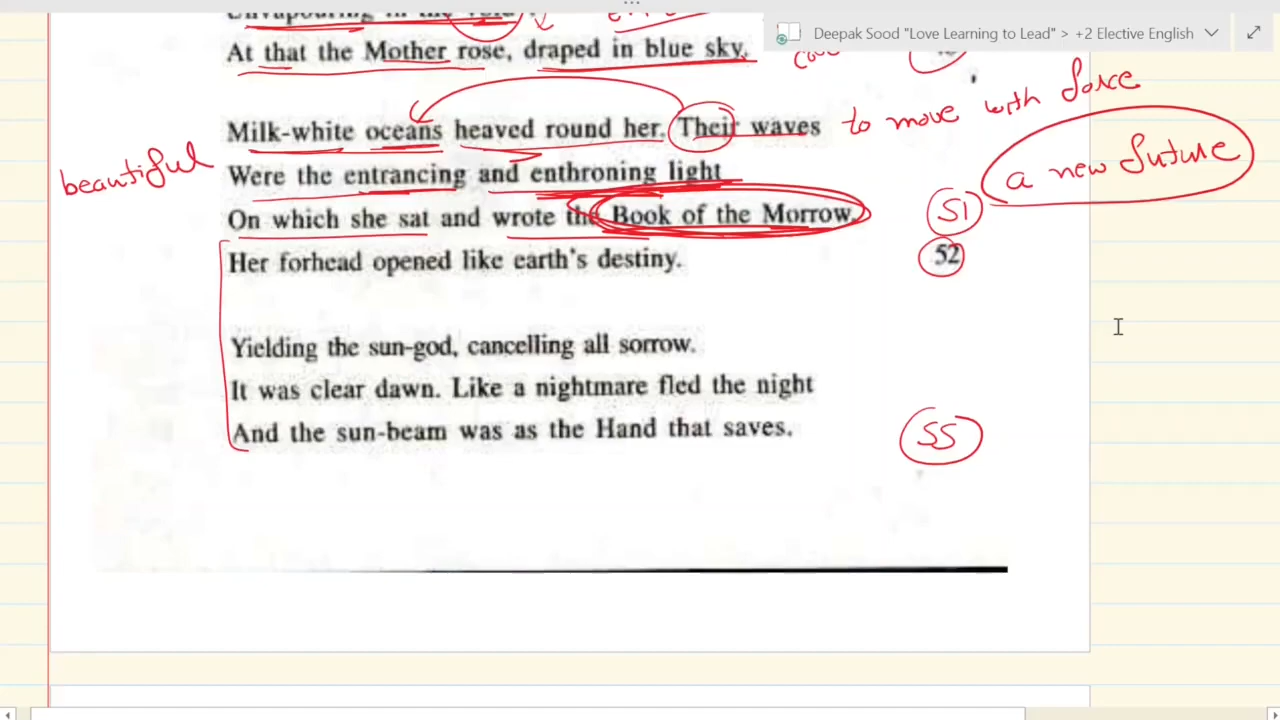 Unvapouring in the void
Deepak Sood "Love Learning to Lead" > +2 Elective English
At that the Mother rose, draped in blue sky.
Milk-white oceans heaved round her. Their waves to move with force
beautiful
Were the entrancing and enthroning light
a new future
On which she sat and wrote the Book of the Morrow. 51
Her forhead opened like earth's destiny. 52
Yielding the sun-god, cancelling all sorrow.
It was clear dawn. Like a nightmare fled the night
And the sun-beam was as the Hand that saves. 55